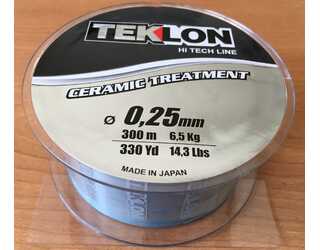 TEKLON
HI TECH LINE
CERAMIC TREATMENT
ø 0,25mm
300 m 6,5 Kg
330 Yd 14,3 Lbs
MADE IN JAPAN